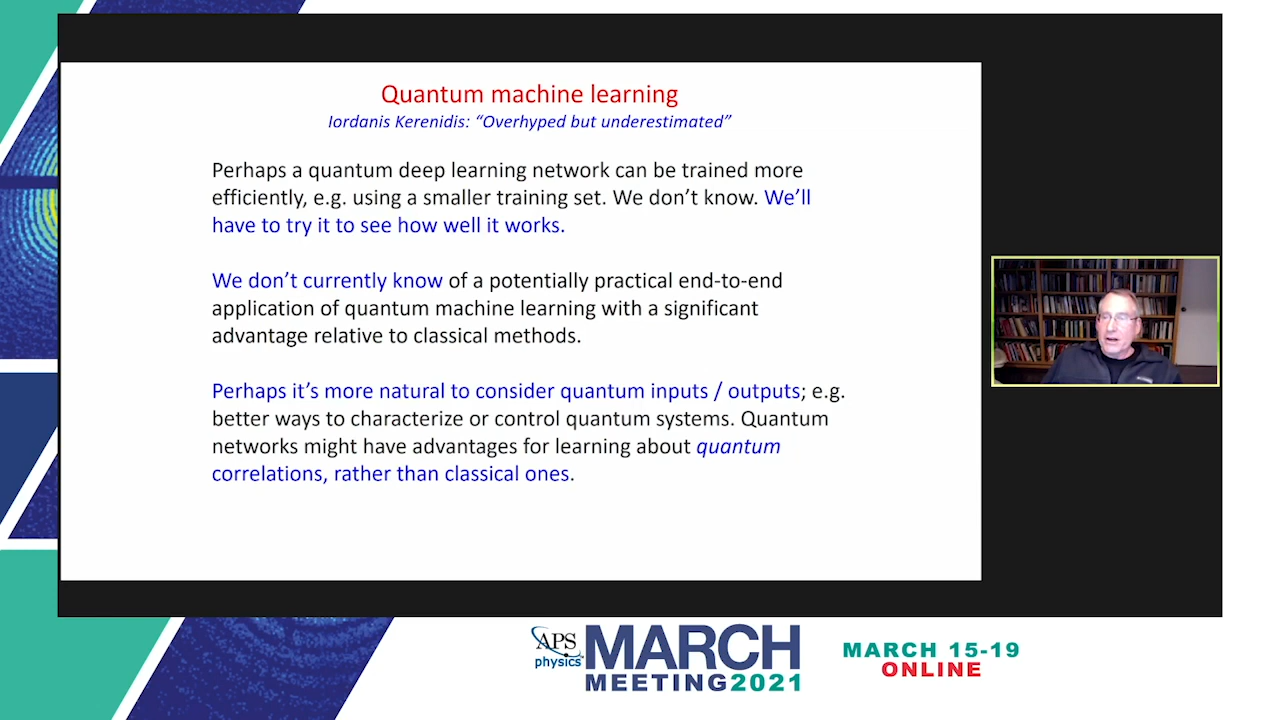 Quantum machine learning
Iordanis Kerenidis: “Overhyped but underestimated”
Perhaps a quantum deep learning network can be trained more
efficiently, e.g. using a smaller training set. We don’t know. We’ll
have to try it to see how well it works.
We don’t currently know of a potentially practical end-to-end
application of quantum machine learning with a significant
advantage relative to classical methods.
Perhaps it’s more natural to consider quantum inputs / outputs; e.g.
better ways to characterize or control quantum systems. Quantum
networks might have advantages for learning about quantum
correlations, rather than classical ones.
APS
physics
MARCH
MEETING2021
MARCH 15-19
ONLINE